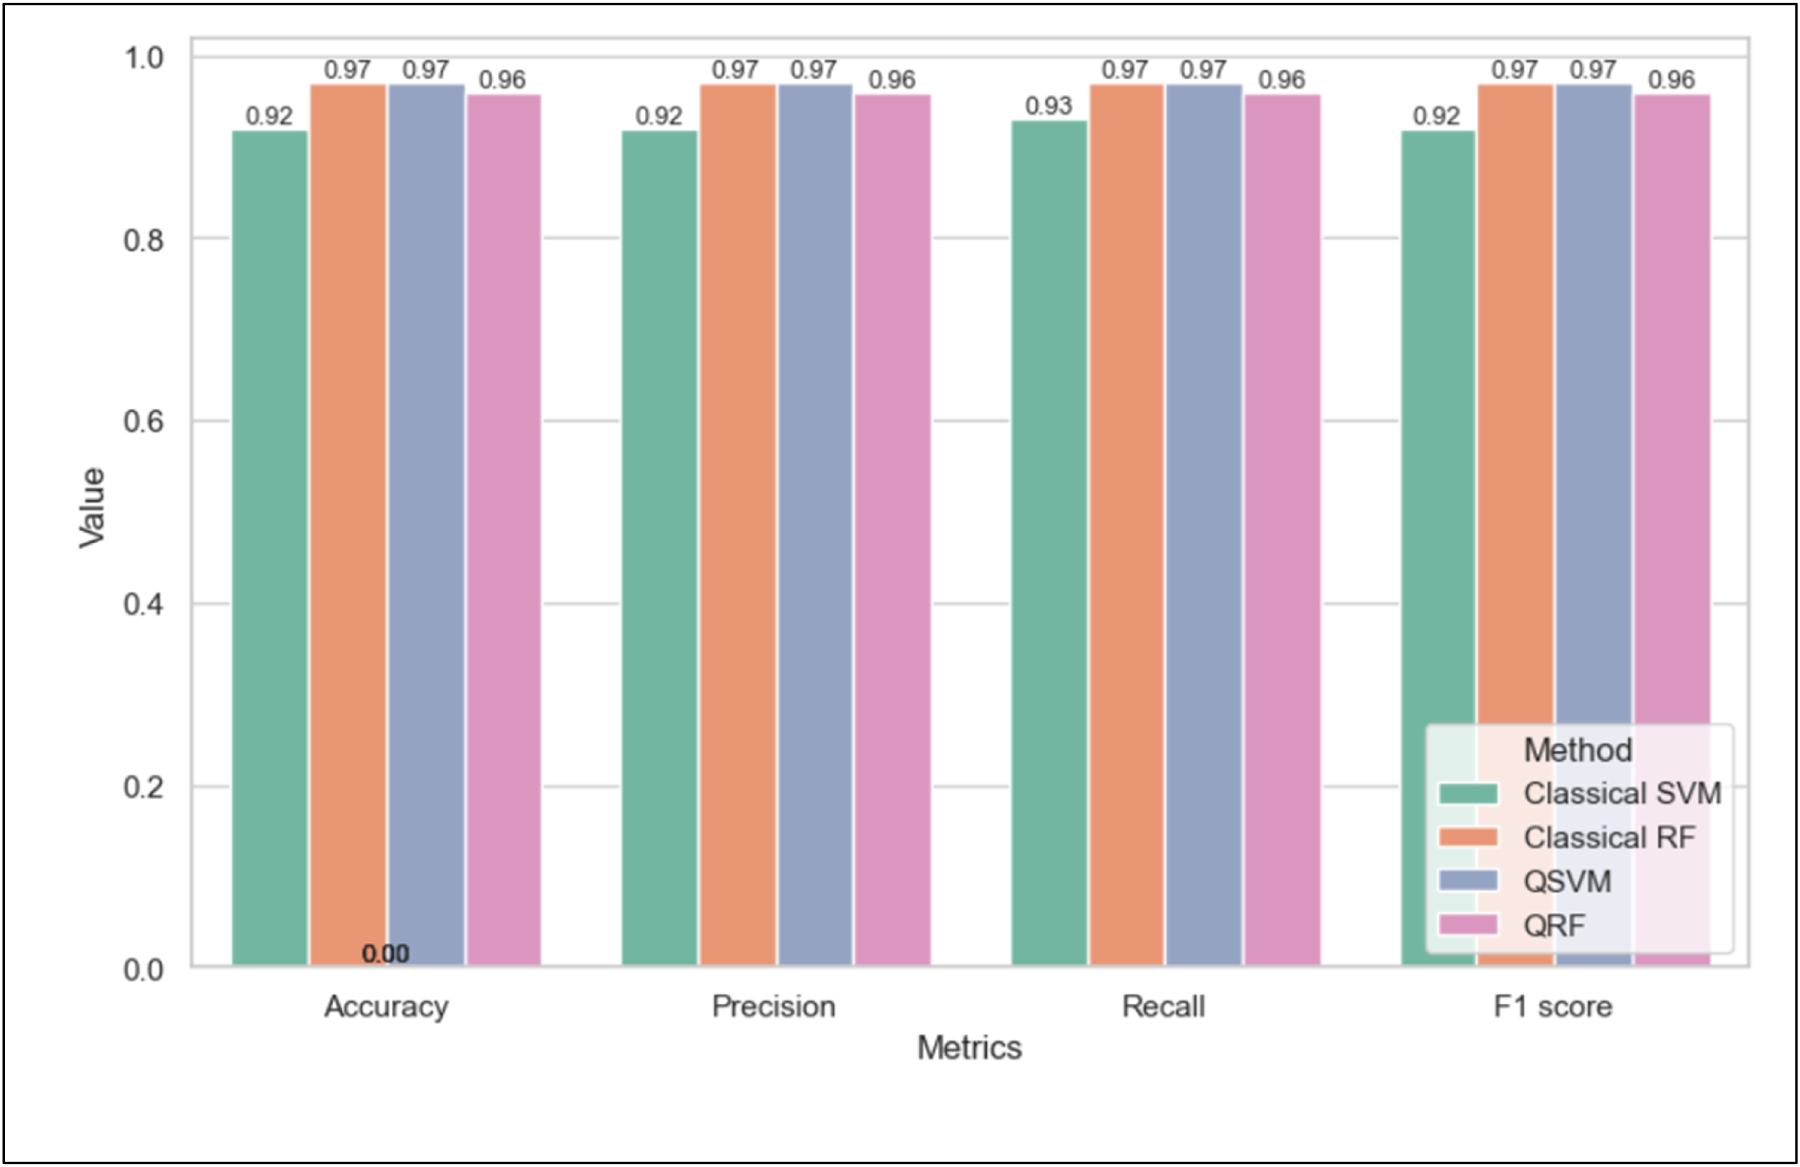 1.0
0.8
0.6
0.4
0.2
0.0
Value
0.92 0.97 0.97 0.96
0.92 0.97 0.97 0.96
0.93 0.97 0.97 0.96
0.92 0.97 0.97 0.96
0.00
Method
Classical SVM
Classical RF
QSVM
QRF
Accuracy Precision Recall F1 score
Metrics